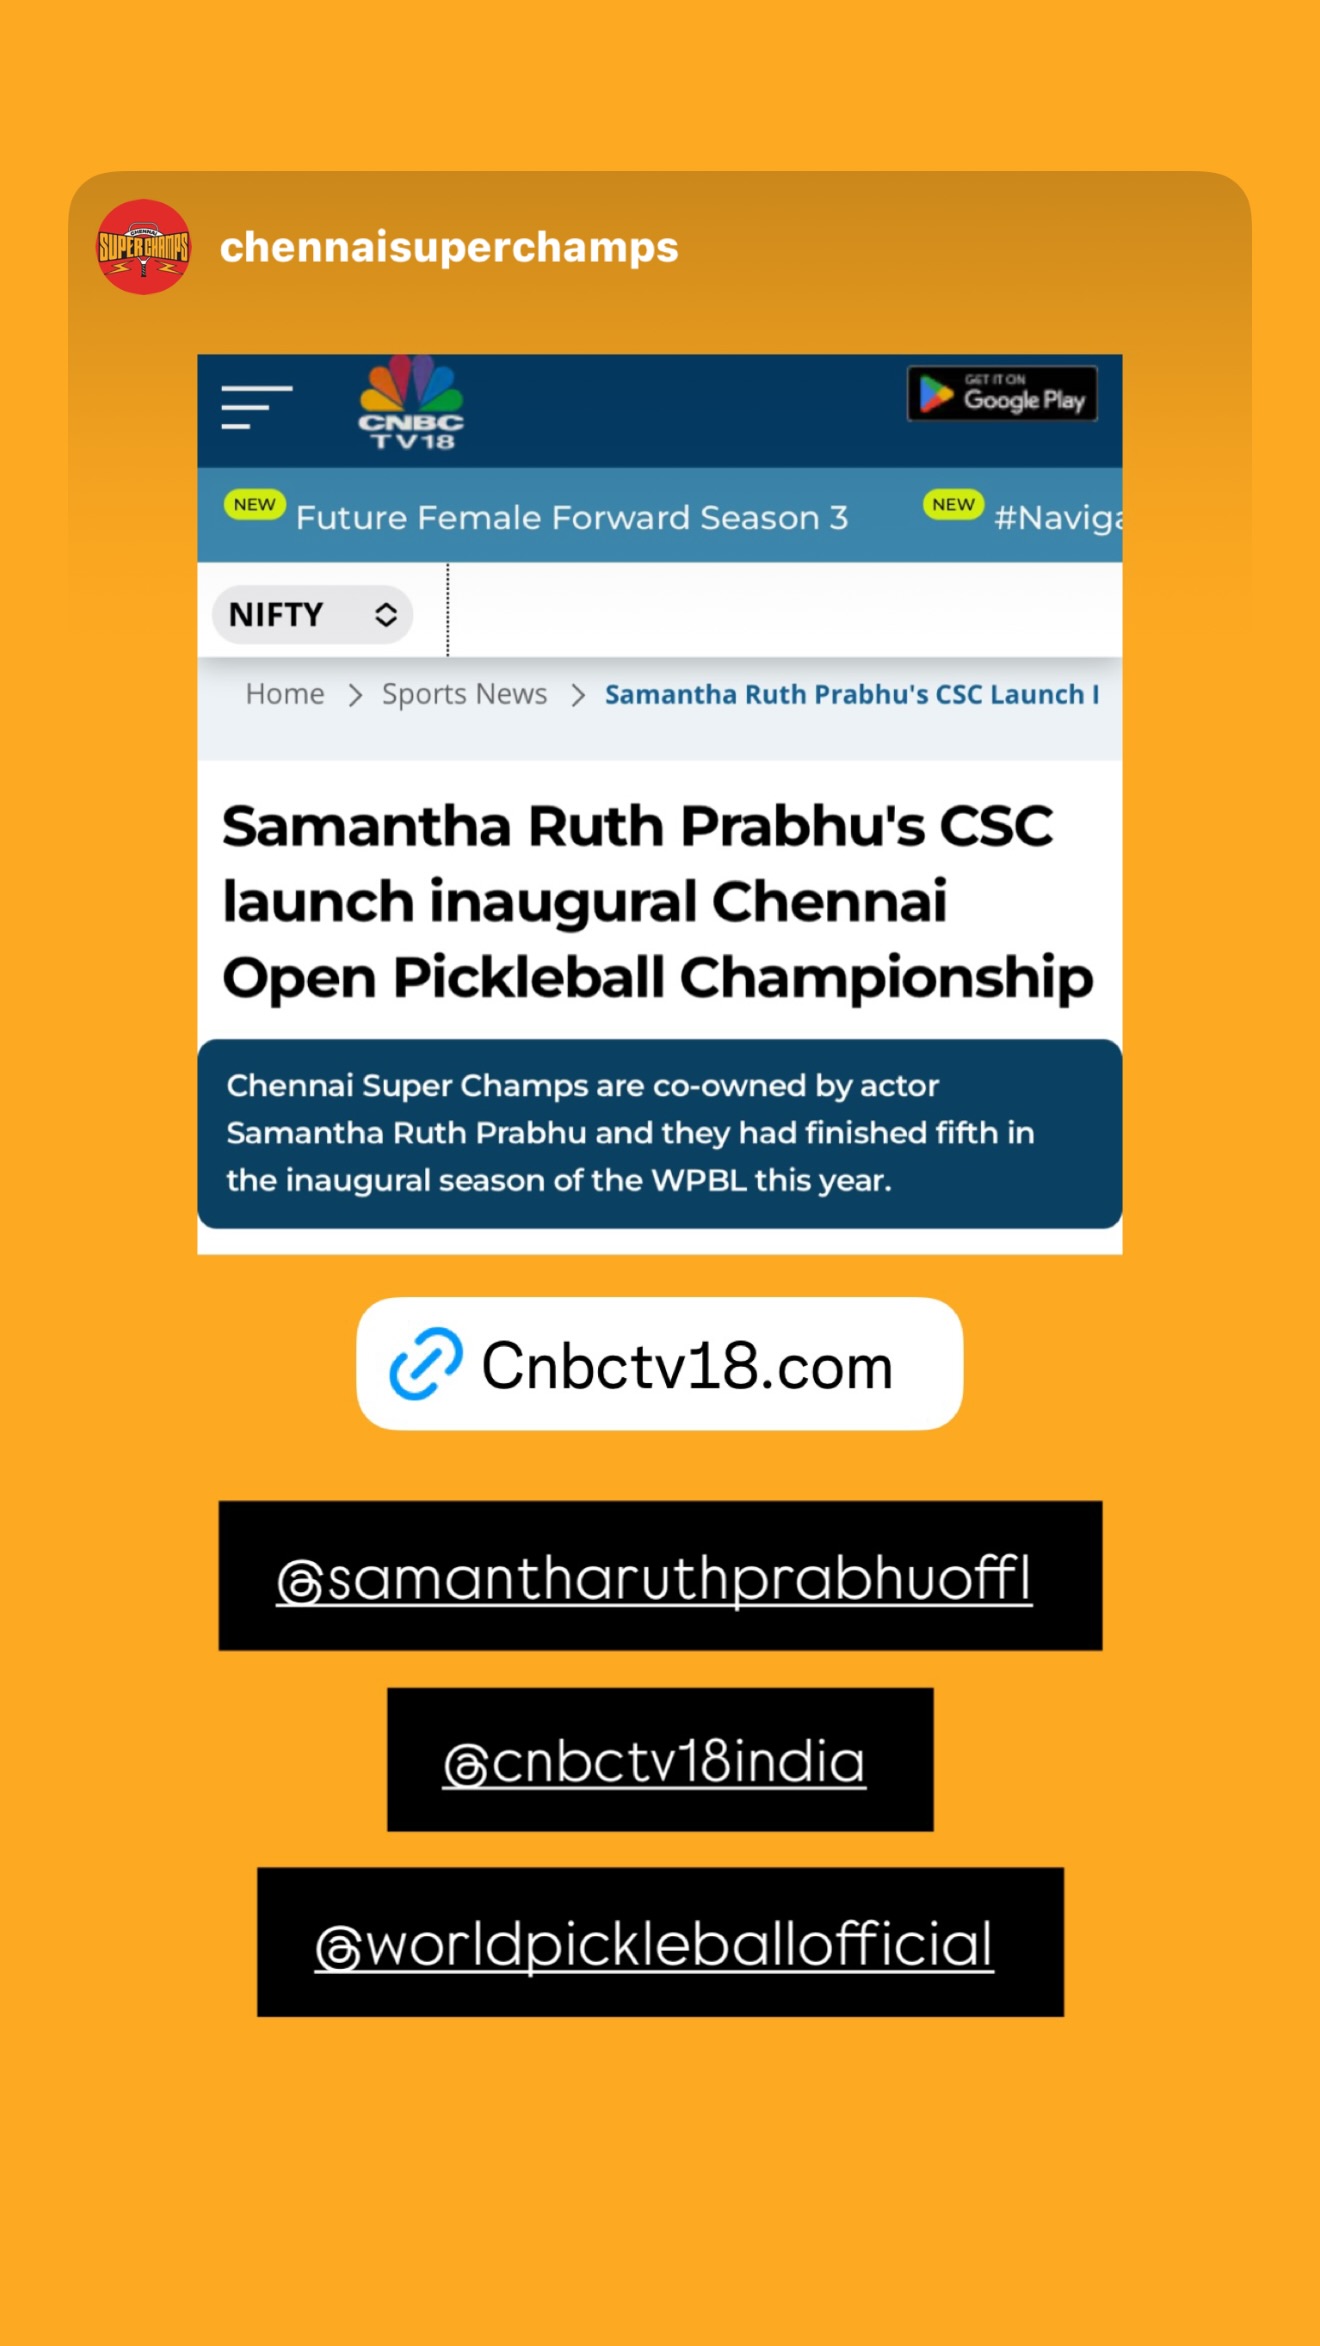 CHENNAI
SUPER CHAMPS
chennaisuperchamps
CNBC
TV18
GET IT ON
Google Play
NEW Future Female Forward Season 3 NEW #Naviga
NIFTY
Home > Sports News > Samantha Ruth Prabhu's CSC Launch I
Samantha Ruth Prabhu's CSC
launch inaugural Chennai
Open Pickleball Championship
Chennai Super Champs are co-owned by actor
Samantha Ruth Prabhu and they had finished fifth in
the inaugural season of the WPBL this year.
Cnbctv18.com
@samantharuthprabhuoffl
@cnbctv18india
@worldpickleballofficial